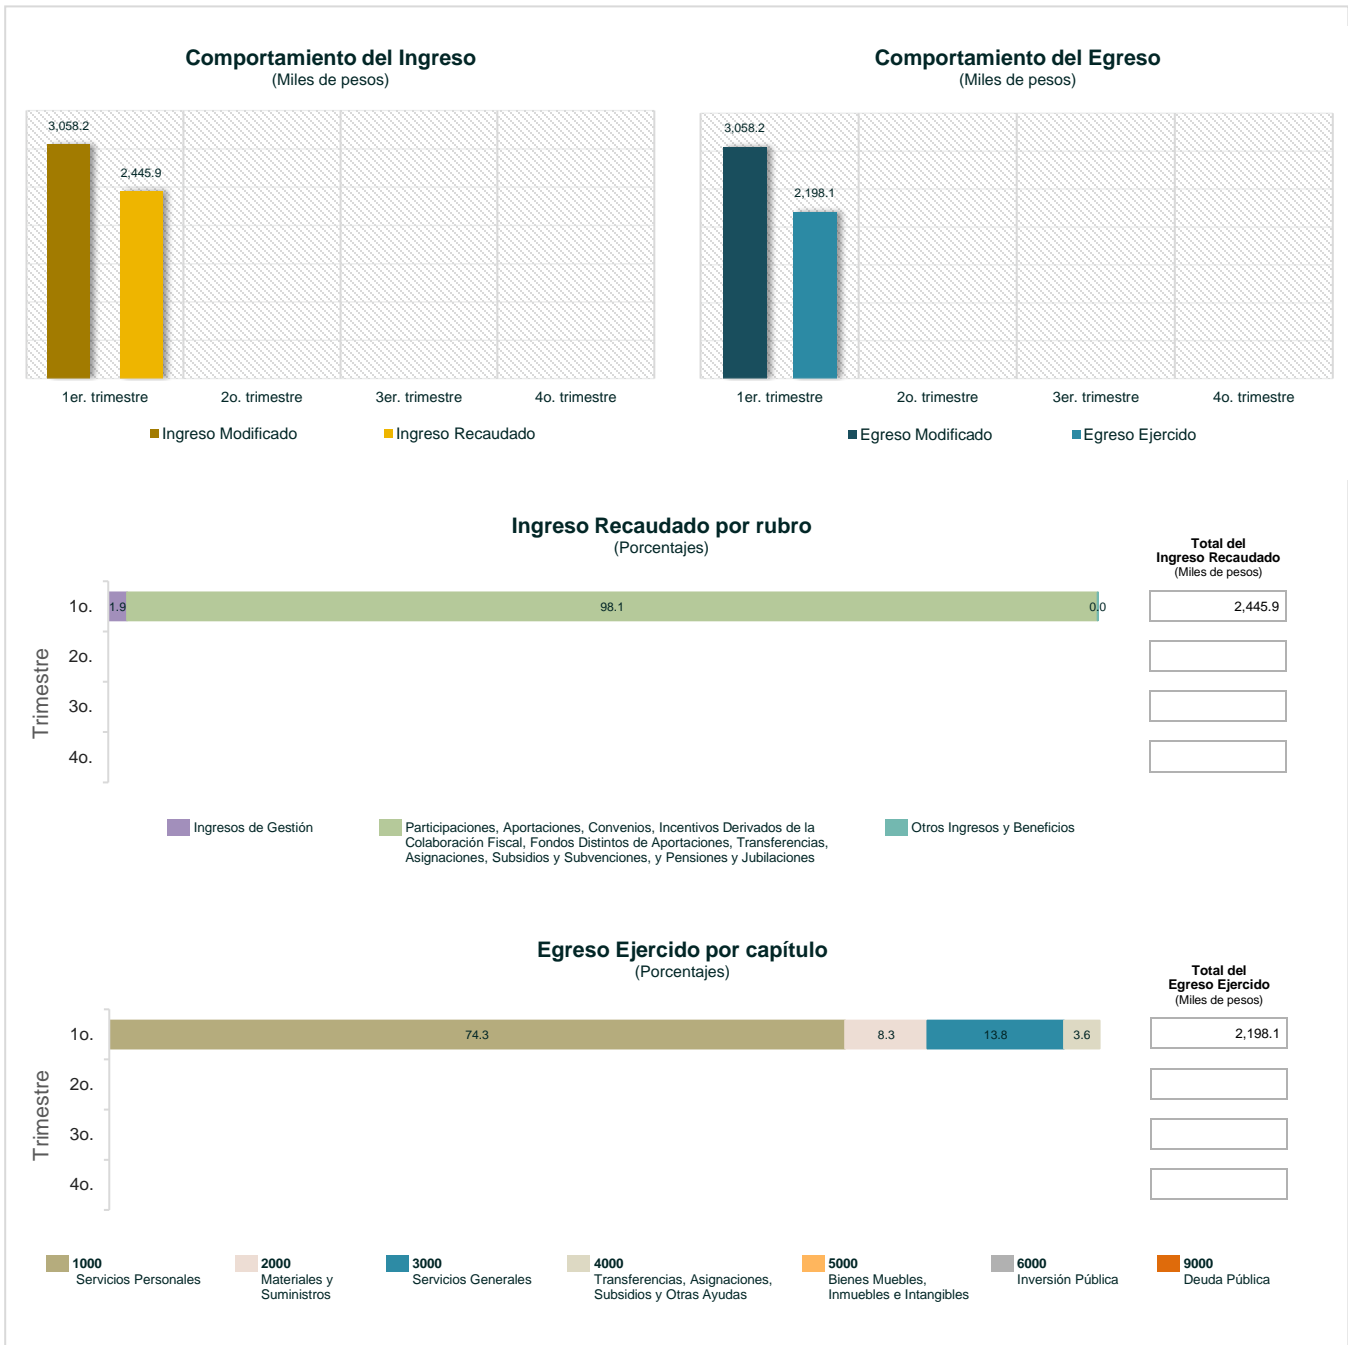 Comportamiento del Ingreso
(Miles de pesos)
3,058.2
2,445.9
1er. trimestre
2o. trimestre
3er. trimestre
4o. trimestre
Ingreso Modificado
Ingreso Recaudado
Comportamiento del Egreso
(Miles de pesos)
3,058.2
2,198.1
1er. trimestre
2o. trimestre
3er. trimestre
4o. trimestre
Egreso Modificado
Egreso Ejercido
Ingreso Recaudado por rubro
(Porcentajes)
Total del
Ingreso Recaudado
(Miles de pesos)
Trimestre
1o.
1.9
98.1
0.0
2,445.9
2o.
3o.
4o.
Ingresos de Gestión
Participaciones, Aportaciones, Convenios, Incentivos Derivados de la
Colaboración Fiscal, Fondos Distintos de Aportaciones, Transferencias,
Asignaciones, Subsidios y Subvenciones, y Pensiones y Jubilaciones
Otros Ingresos y Beneficios
Egreso Ejercido por capítulo
(Porcentajes)
Total del
Egreso Ejercido
(Miles de pesos)
Trimestre
1o.
74.3
8.3
13.8
3.6
2,198.1
2o.
3o.
4o.
1000
Servicios Personales
2000
Materiales y
Suministros
3000
Servicios Generales
4000
Transferencias, Asignaciones,
Subsidios y Otras Ayudas
5000
Bienes Muebles,
Inmuebles e Intangibles
6000
Inversión Pública
9000
Deuda Pública